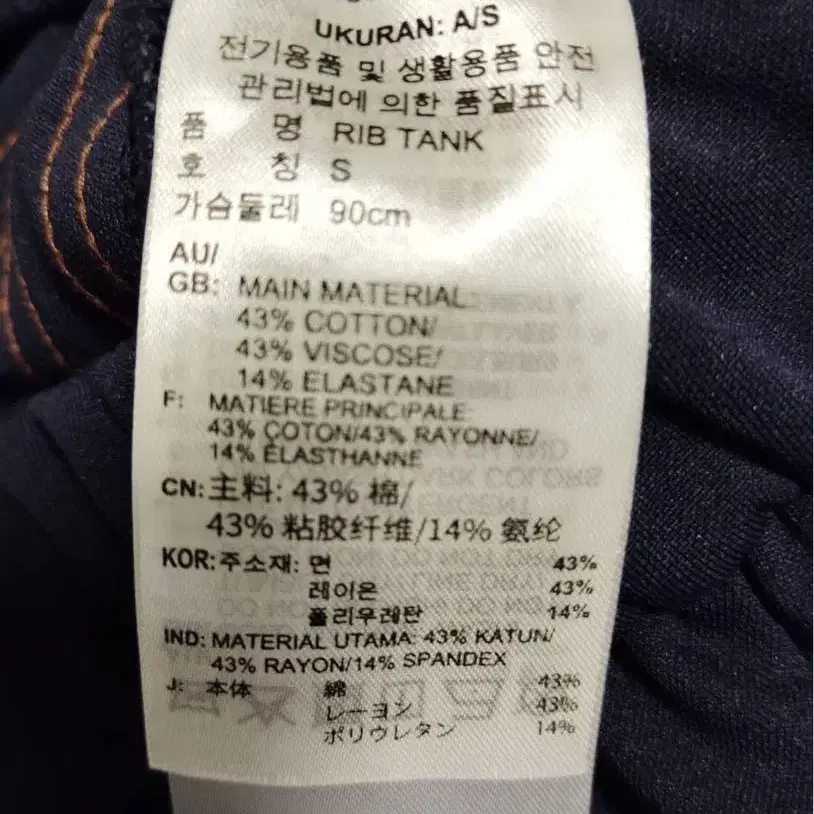 UKURAN: A/S
전기용품 및 생활용품 안전
관리법에 의한 품질표시
품 명 RIB TANK
호 칭 S
가슴둘레 90cm
AU/
GB: MAIN MATERIAL:
43% COTTON/
43% VISCOSE/
14% ELASTANE
F: MATIERE PRINCIPALE:
43% COTON/43% RAYONNE/
14% ÉLASTHANNE
CN: 主料: 43% 棉/
43% 粘胶纤维/14% 氨纶
KOR: 주소재: 면 43%
레이온 43%
폴리우레탄 14%
IND: MATERIAL UTAMA: 43% KATUN/
43% RAYON/14% SPANDEX
J: 本体 綿 43%
レーヨン 43%
ポリウレタン 14%